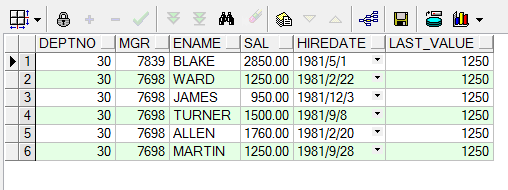 DEPTNO MGR ENAME SAL HIREDATE LAST_VALUE
1 30 7839 BLAKE 2850.00 1981/5/1 1250
2 30 7698 WARD 1250.00 1981/2/22 1250
3 30 7698 JAMES 950.00 1981/12/3 1250
4 30 7698 TURNER 1500.00 1981/9/8 1250
5 30 7698 ALLEN 1760.00 1981/2/20 1250
6 30 7698 MARTIN 1250.00 1981/9/28 1250